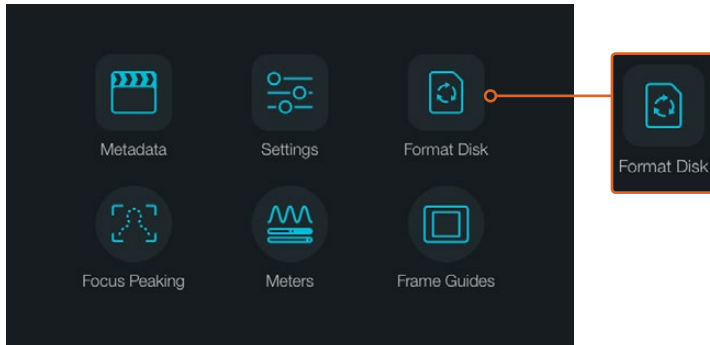 Metadata
Settings
Format Disk
Format Disk
Focus Peaking
Meters
Frame Guides